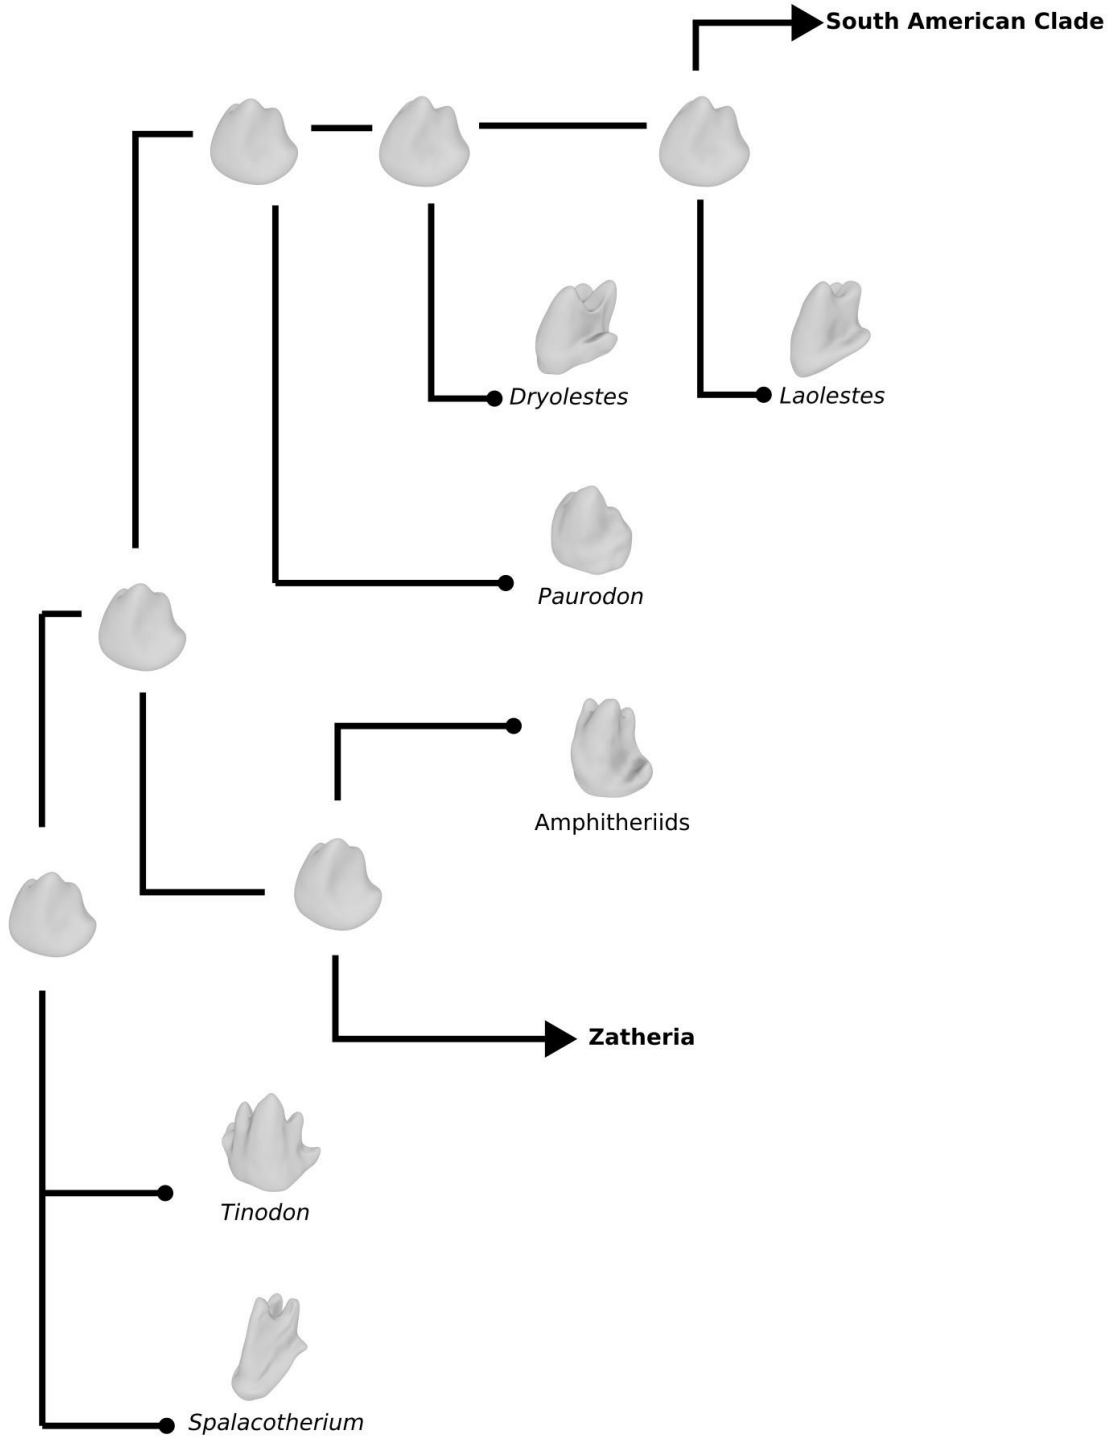 South American Clade
Dryolestes
Laolestes
Paurodon
Amphitheriids
Zatheria
Tinodon
Spalacotherium